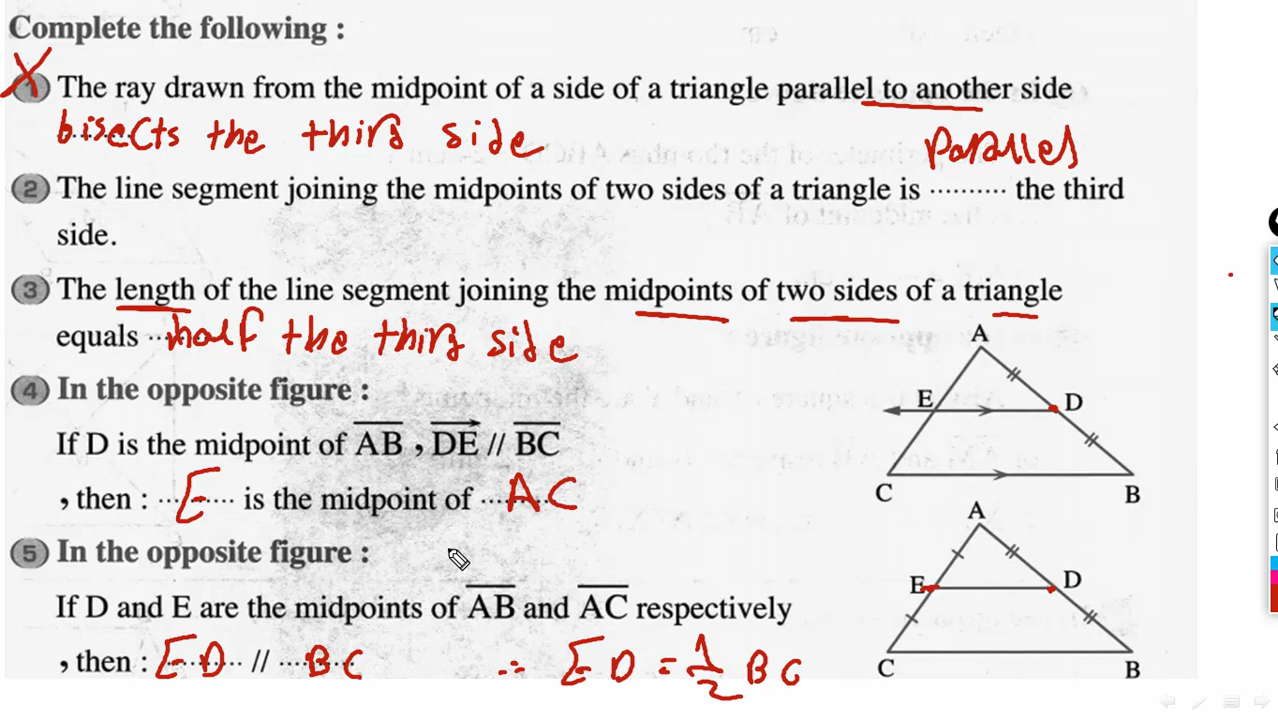 Complete the following :
1 The ray drawn from the midpoint of a side of a triangle parallel to another side
bisects the third side
parallel
2 The line segment joining the midpoints of two sides of a triangle is .......... the third
side.
3 The length of the line segment joining the midpoints of two sides of a triangle
equals ... half the third side
4 In the opposite figure :
If D is the midpoint of AB , DE // BC
, then : ... E ... is the midpoint of ... AC
A
E
D
C
B
5 In the opposite figure :
If D and E are the midpoints of AB and AC respectively
, then : ED // BC ∴ ED = 1/2 BC
A
E
D
C
B